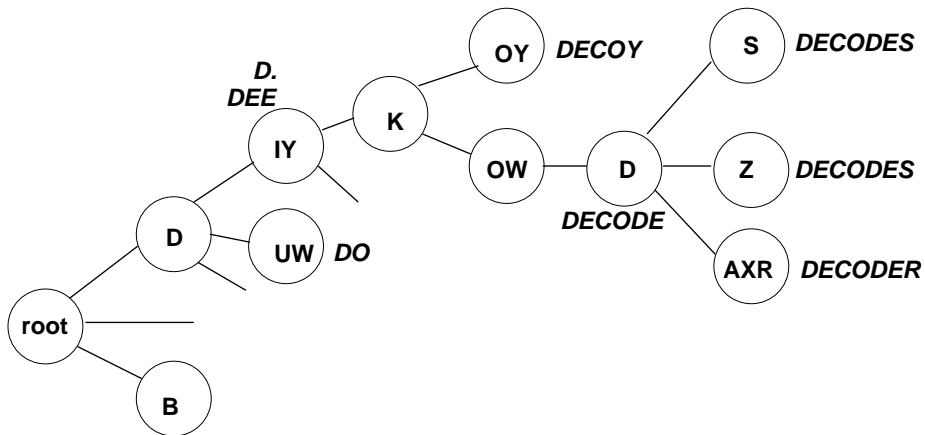 S DECODES
OY DECOY
D.
DEE
K
IY
OW
D
Z DECODES
DECODE
D
UW DO
AXR DECODER
root
B